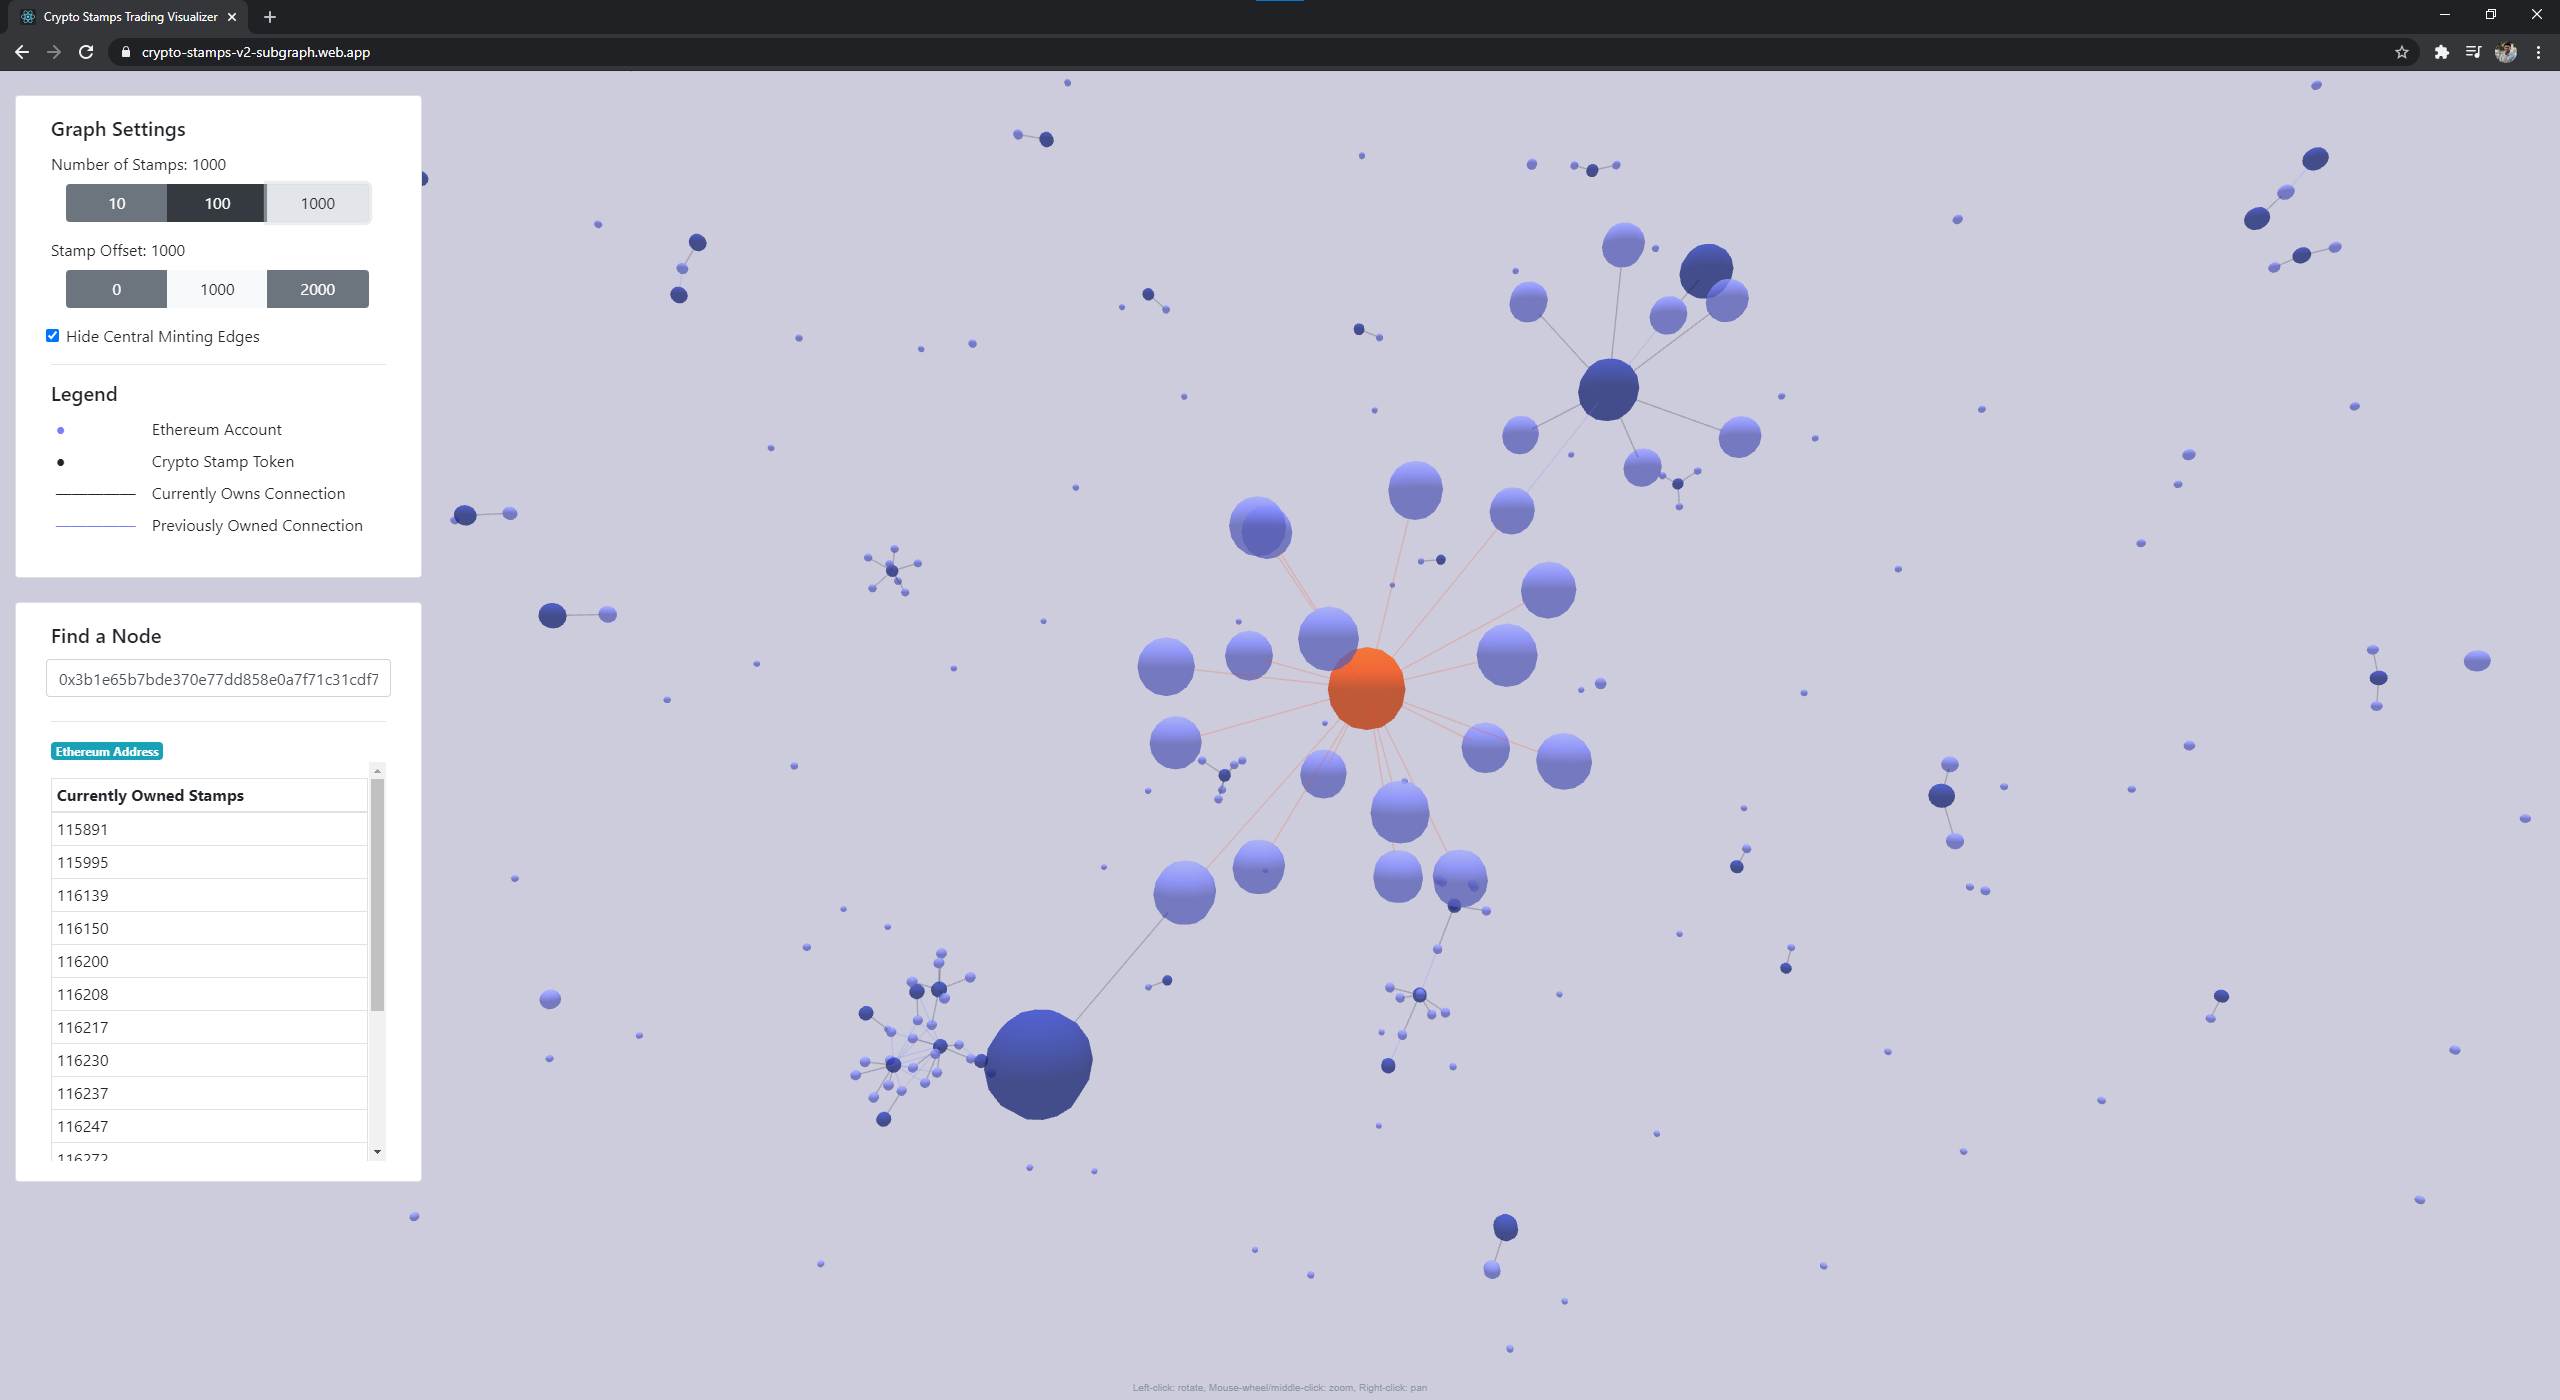 Crypto Stamps Trading Visualizer
crypto-stamps-v2-subgraph.web.app
Graph Settings
Number of Stamps: 1000
10 100 1000
Stamp Offset: 1000
0 1000 2000
Hide Central Minting Edges
Legend
Ethereum Account
Crypto Stamp Token
Currently Owns Connection
Previously Owned Connection
Find a Node
0x3b1e65b7bde370e77dd858e0a7f71c31cdf7
Ethereum Address
Currently Owned Stamps
115891
115995
116139
116150
116200
116208
116217
116230
116237
116247
116272
Left-click: rotate, Mouse-wheel/middle-click: zoom, Right-click: pan